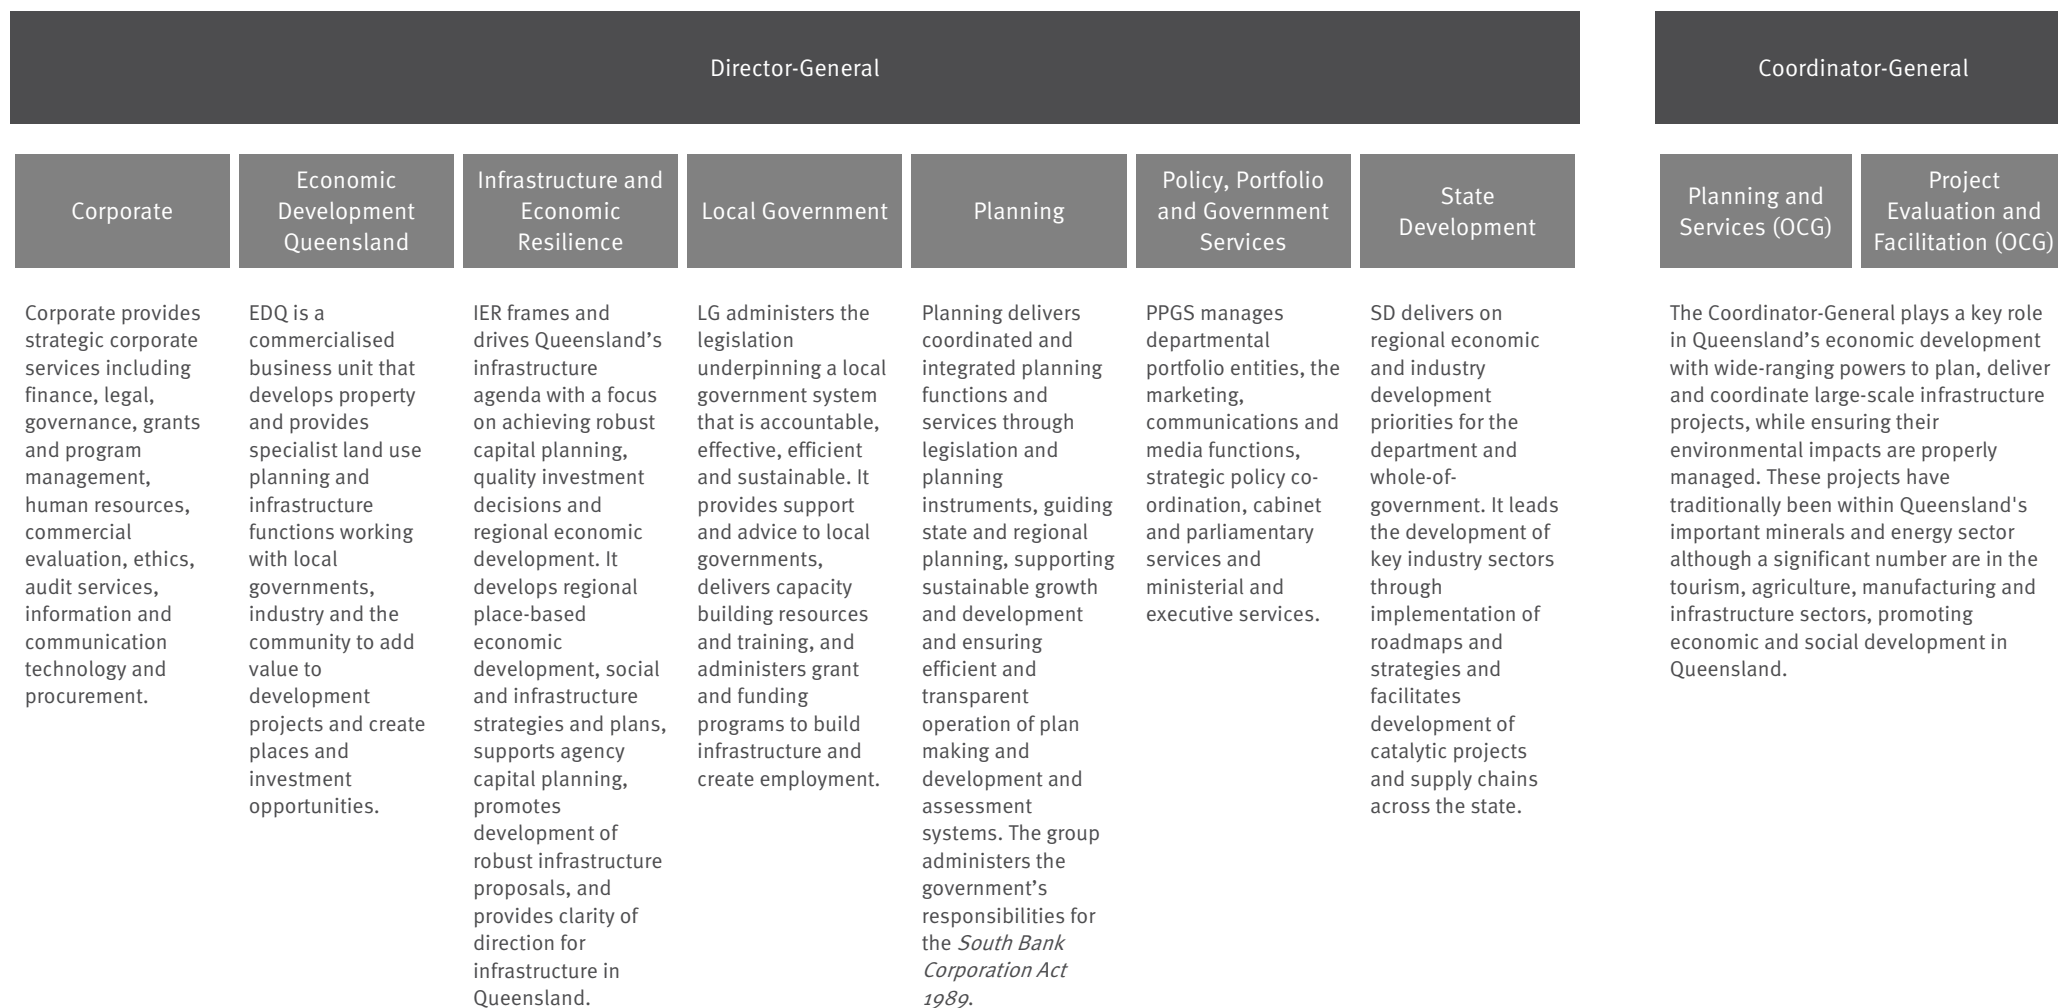 Director-General
Coordinator-General
Corporate
Economic
Development
Queensland
Infrastructure and
Economic
Resilience
Local Government
Planning
Policy, Portfolio
and Government
Services
State
Development
Planning and
Services (OCG)
Project
Evaluation and
Facilitation (OCG)
Corporate provides
strategic corporate
services including
finance, legal,
governance, grants
and program
management,
human resources,
commercial
evaluation, ethics,
audit services,
information and
communication
technology and
procurement.
EDQ is a
commercialised
business unit that
develops property
and provides
specialist land use
planning and
infrastructure
functions working
with local
governments,
industry and the
community to add
value to
development
projects and create
places and
investment
opportunities.
IER frames and
drives Queensland’s
infrastructure
agenda with a focus
on achieving robust
capital planning,
quality investment
decisions and
regional economic
development. It
develops regional
place-based
economic
development, social
and infrastructure
strategies and plans,
supports agency
capital planning,
promotes
development of
robust infrastructure
proposals, and
provides clarity of
direction for
infrastructure in
Queensland.
LG administers the
legislation
underpinning a local
government system
that is accountable,
effective, efficient
and sustainable. It
provides support
and advice to local
governments,
delivers capacity
building resources
and training, and
administers grant
and funding
programs to build
infrastructure and
create employment.
Planning delivers
coordinated and
integrated planning
functions and
services through
legislation and
planning
instruments, guiding
state and regional
planning, supporting
sustainable growth
and development
and ensuring
efficient and
transparent
operation of plan
making and
development and
assessment
systems. The group
administers the
government’s
responsibilities for
the South Bank
Corporation Act
1989.
PPGS manages
departmental
portfolio entities, the
marketing,
communications and
media functions,
strategic policy co-
ordination, cabinet
and parliamentary
services and
ministerial and
executive services.
SD delivers on
regional economic
and industry
development
priorities for the
department and
whole-of-
government. It leads
the development of
key industry sectors
through
implementation of
roadmaps and
strategies and
facilitates
development of
catalytic projects
and supply chains
across the state.
The Coordinator-General plays a key role
in Queensland’s economic development
with wide-ranging powers to plan, deliver
and coordinate large-scale infrastructure
projects, while ensuring their
environmental impacts are properly
managed. These projects have
traditionally been within Queensland's
important minerals and energy sector
although a significant number are in the
tourism, agriculture, manufacturing and
infrastructure sectors, promoting
economic and social development in
Queensland.